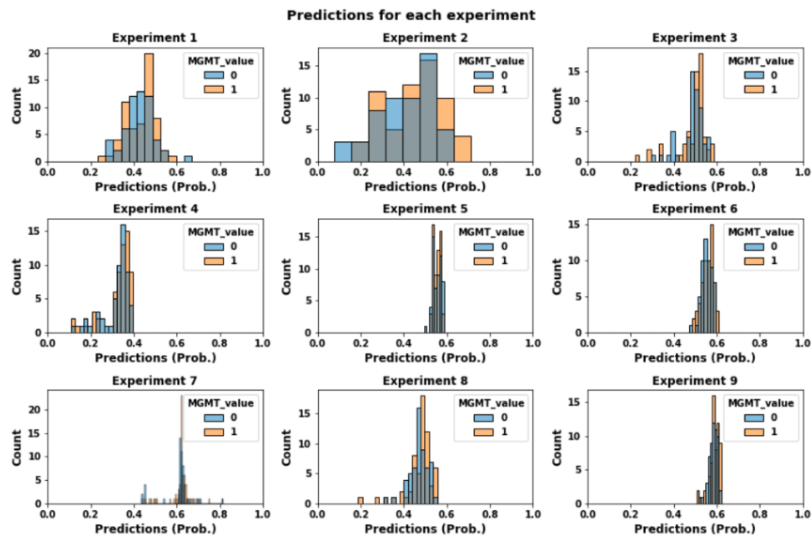 Predictions for each experiment
Experiment 1
Count
20
15
10
5
0
0.0 0.2 0.4 0.6 0.8 1.0
Predictions (Prob.)
MGMT_value
0
1
Experiment 2
Count
15
10
5
0
0.0 0.2 0.4 0.6 0.8 1.0
Predictions (Prob.)
MGMT_value
0
1
Experiment 3
Count
15
10
5
0
0.0 0.2 0.4 0.6 0.8 1.0
Predictions (Prob.)
MGMT_value
0
1
Experiment 4
Count
15
10
5
0
0.0 0.2 0.4 0.6 0.8 1.0
Predictions (Prob.)
MGMT_value
0
1
Experiment 5
Count
15
10
5
0
0.0 0.2 0.4 0.6 0.8 1.0
Predictions (Prob.)
MGMT_value
0
1
Experiment 6
Count
15
10
5
0
0.0 0.2 0.4 0.6 0.8 1.0
Predictions (Prob.)
MGMT_value
0
1
Experiment 7
Count
20
15
10
5
0
0.0 0.2 0.4 0.6 0.8 1.0
Predictions (Prob.)
MGMT_value
0
1
Experiment 8
Count
15
10
5
0
0.0 0.2 0.4 0.6 0.8 1.0
Predictions (Prob.)
MGMT_value
0
1
Experiment 9
Count
15
10
5
0
0.0 0.2 0.4 0.6 0.8 1.0
Predictions (Prob.)
MGMT_value
0
1